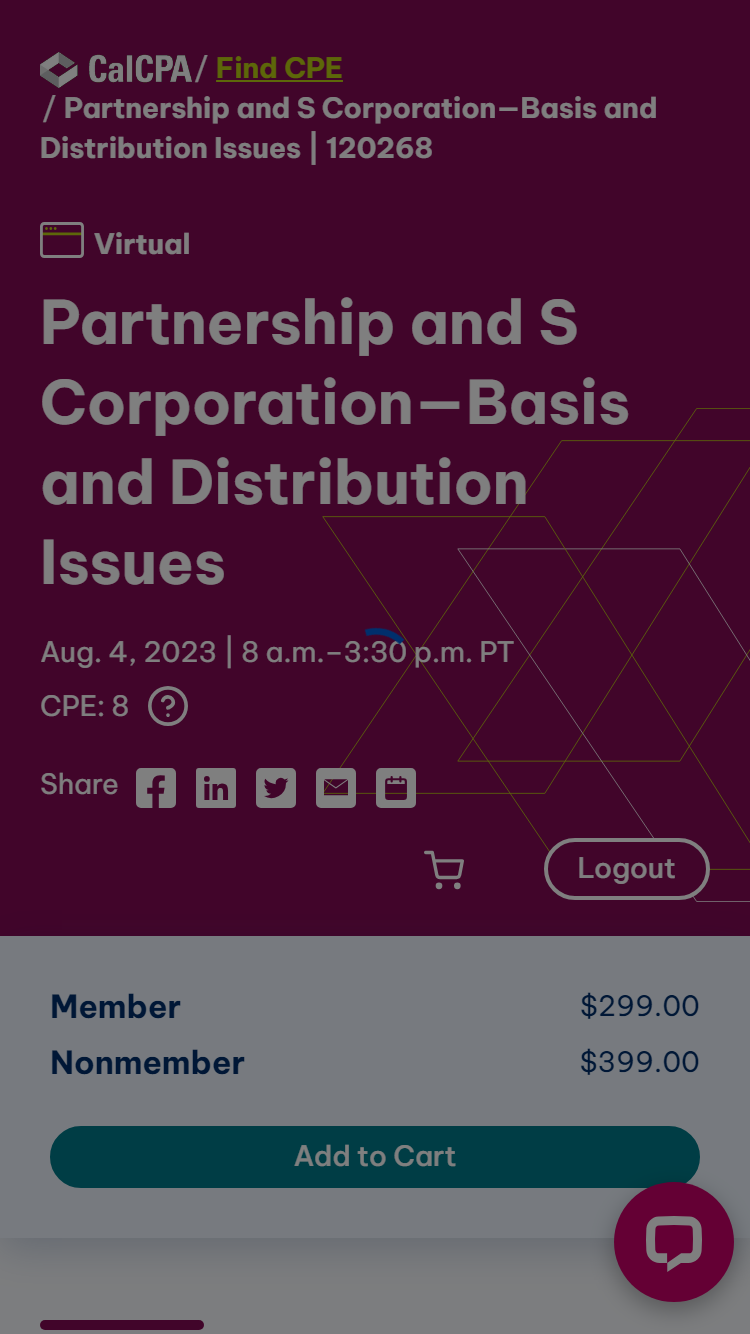 CalCPA / Find CPE
/ Partnership and S Corporation—Basis and
Distribution Issues | 120268
Virtual
Partnership and S
Corporation—Basis
and Distribution
Issues
Aug. 4, 2023 | 8 a.m.–3:30 p.m. PT
CPE: 8 ?
Share
Logout
Member $299.00
Nonmember $399.00
Add to Cart